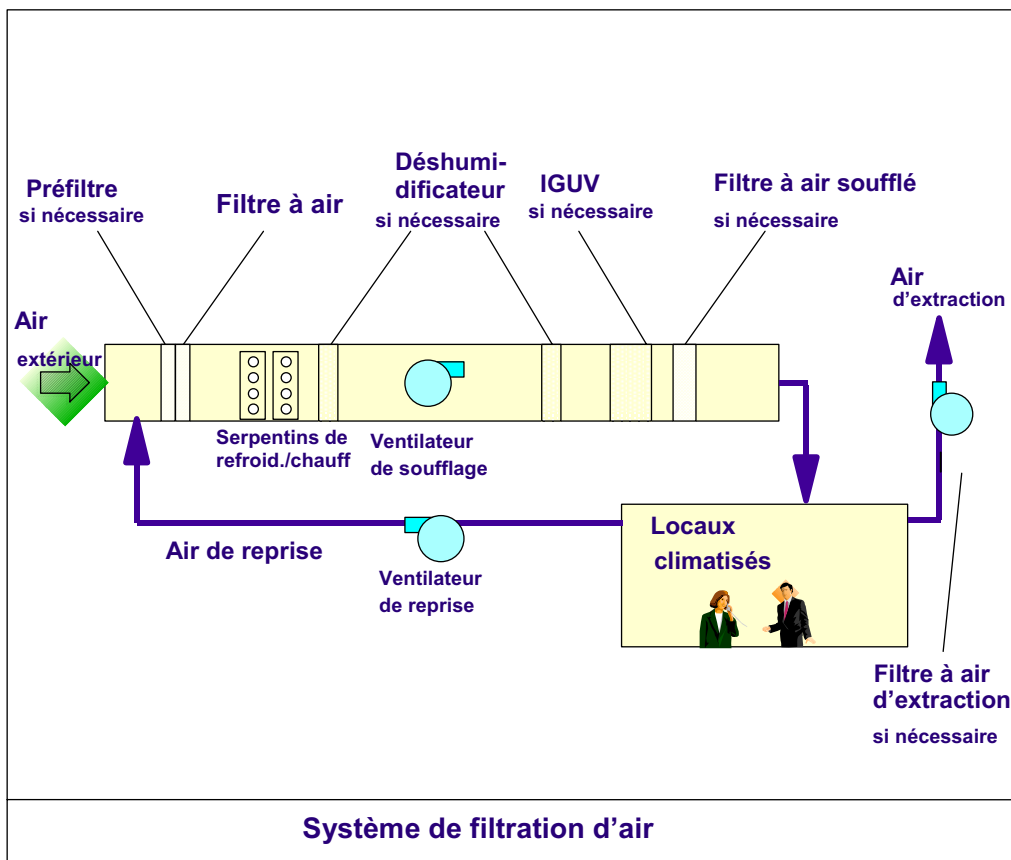 Préfiltre
si nécessaire
Filtre à air
Déshumi-
dificateur
si nécessaire
IGUV
si nécessaire
Filtre à air soufflé
si nécessaire
Air
d'extraction
Air
extérieur
Serpentins de
refroid./chauff
Ventilateur
de soufflage
Air de reprise
Ventilateur
de reprise
Locaux
climatisés
Filtre à air
d'extraction
si nécessaire
Système de filtration d'air